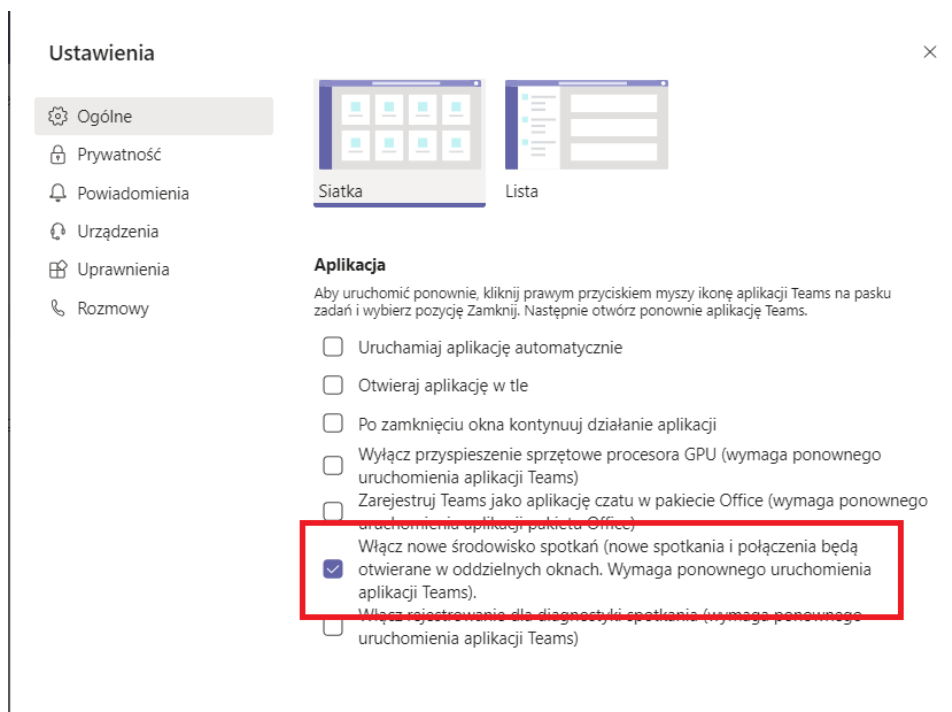 Ustawienia
Ogólne
Prywatność
Powiadomienia
Urządzenia
Uprawnienia
Rozmowy
Siatka
Lista
Aplikacja
Aby uruchomić ponownie, kliknij prawym przyciskiem myszy ikonę aplikacji Teams na pasku
zadań i wybierz pozycję Zamknij. Następnie otwórz ponownie aplikację Teams.
Uruchamiaj aplikację automatycznie
Otwieraj aplikację w tle
Po zamknięciu okna kontynuuj działanie aplikacji
Wyłącz przyspieszenie sprzętowe procesora GPU (wymaga ponownego
uruchomienia aplikacji Teams)
Zarejestruj Teams jako aplikację czatu w pakiecie Office (wymaga ponownego
uruchomienia aplikacji pakietu Office)
Włącz nowe środowisko spotkań (nowe spotkania i połączenia będą
otwierane w oddzielnych oknach. Wymaga ponownego uruchomienia
aplikacji Teams).
Włącz rejestrowanie dla diagnostyki spotkania (wymaga ponownego
uruchomienia aplikacji Teams)